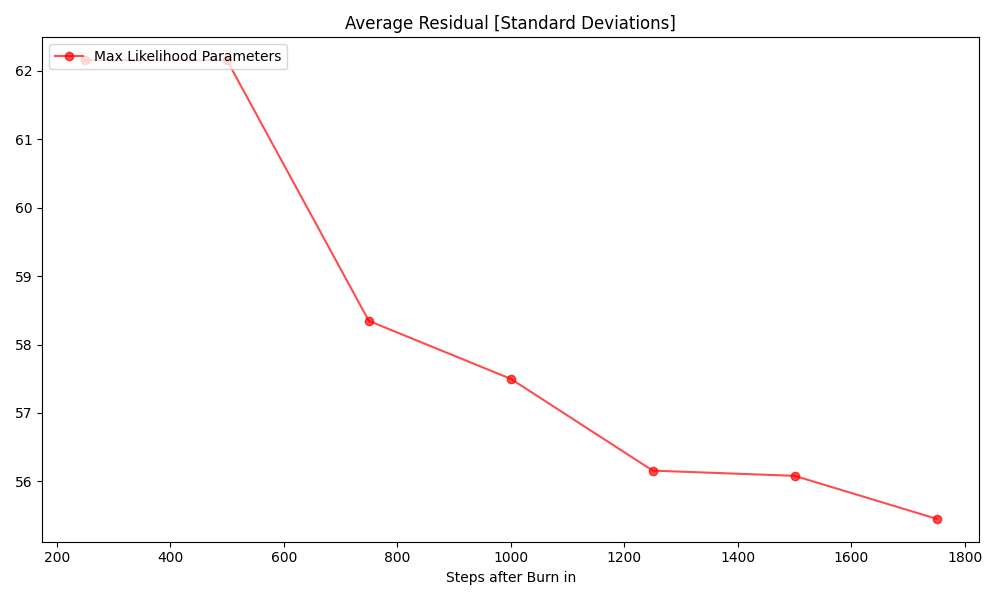 Average Residual [Standard Deviations]
Max Likelihood Parameters
62
61
60
59
58
57
56
200 400 600 800 1000 1200 1400 1600 1800
Steps after Burn in